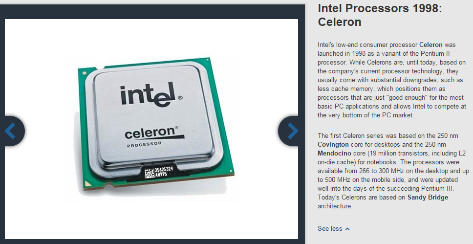 Intel Processors 1998:
Celeron
Intel's low-end consumer processor Celeron was
launched in 1998 as a variant of the Pentium II
processor. While Celerons are, until today, based on
the company's current processor technology, they
usually come with substantial downgrades, such as
less cache memory, which positions them as
processors that are just "good enough" for the most
basic PC applications and allows Intel to compete at
the very bottom of the PC market.
The first Celeron series was based on the 250 nm
Covington core for desktops and the 250 nm
Mendocino core (19 million transistors, including L2
on-die cache) for notebooks. The processors were
available from 266 to 300 MHz on the desktop and up
to 500 MHz on the mobile side, and were updated
well into the days of the succeeding Pentium III.
Today's Celerons are based on Sandy Bridge
architecture.
See less
intel®
celeron®
PROCESSOR